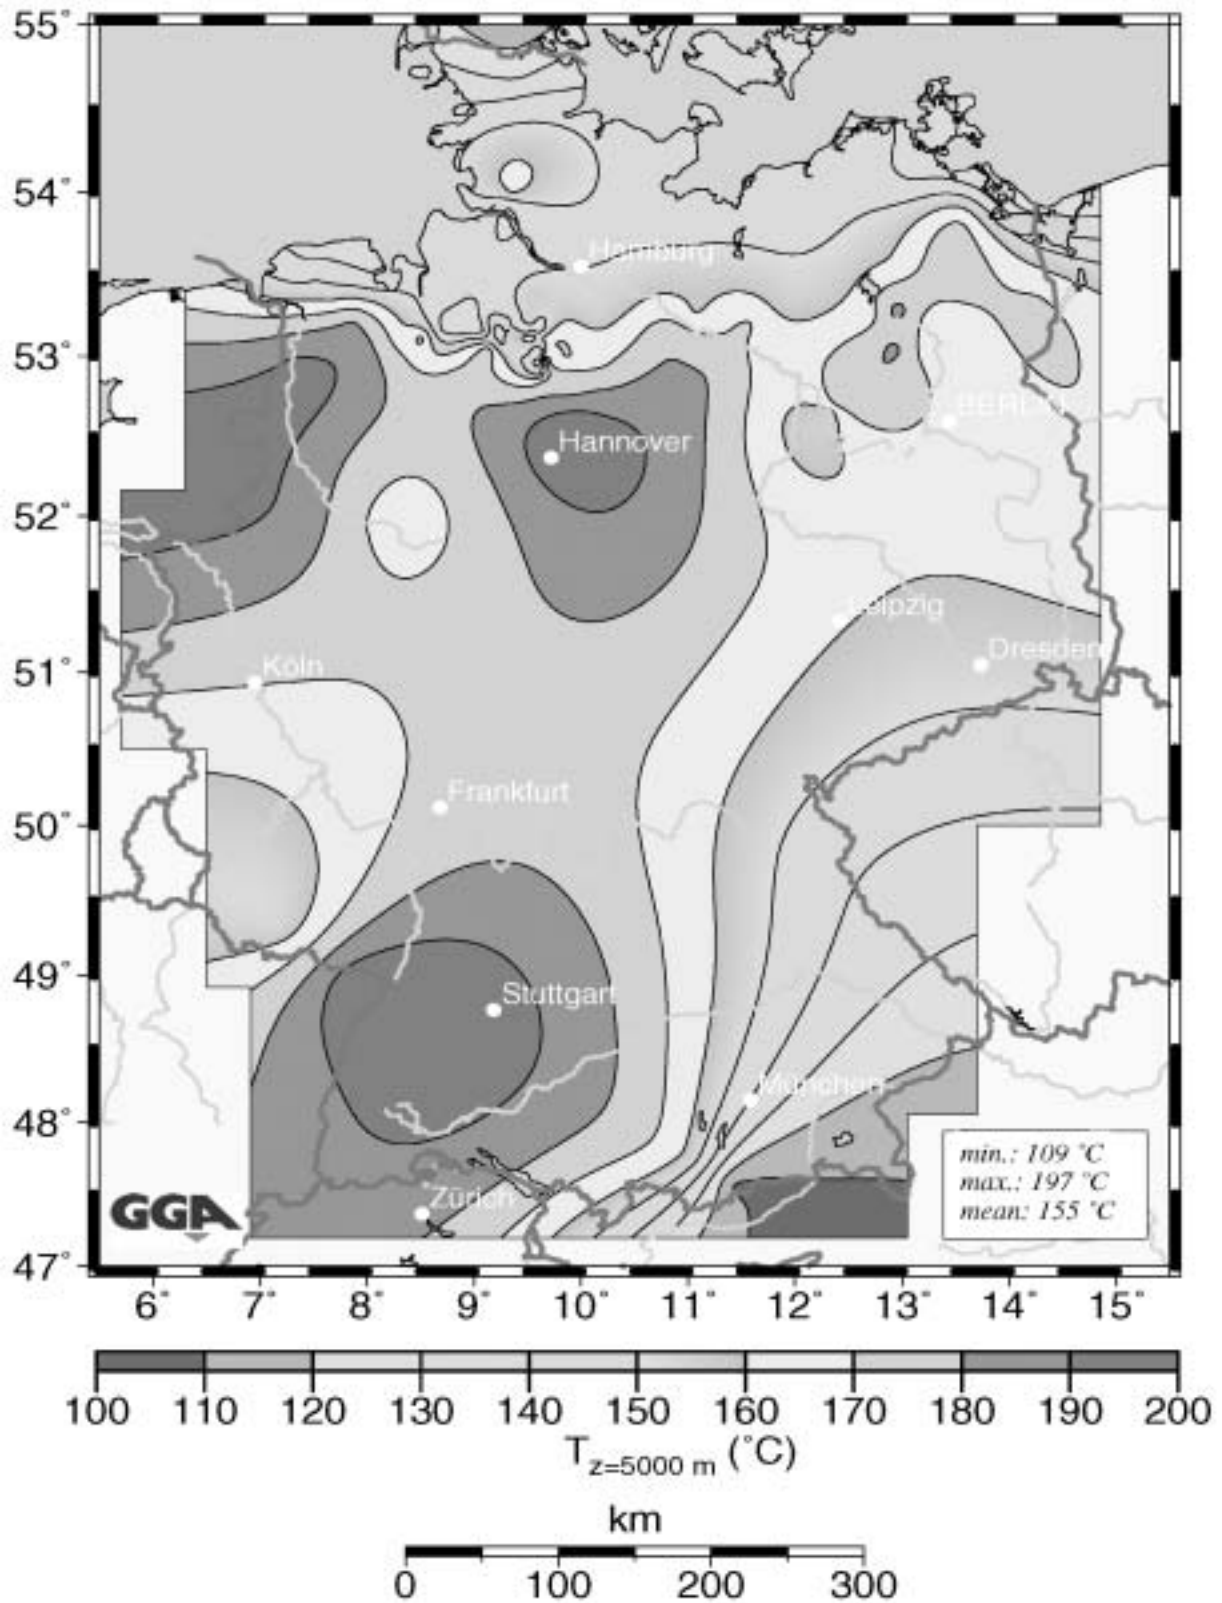 55°
54°
Hamburg
53°
BERLIN
Hannover
52°
Leipzig
51°
Köln
Dresden
Frankfurt
50°
49°
Stuttgart
München
48°
min.: 109 °C
max.: 197 °C
mean: 155 °C
GGA
Zürich
47°
6° 7° 8° 9° 10° 11° 12° 13° 14° 15°
100 110 120 130 140 150 160 170 180 190 200
T z=5000 m (°C)
km
0 100 200 300